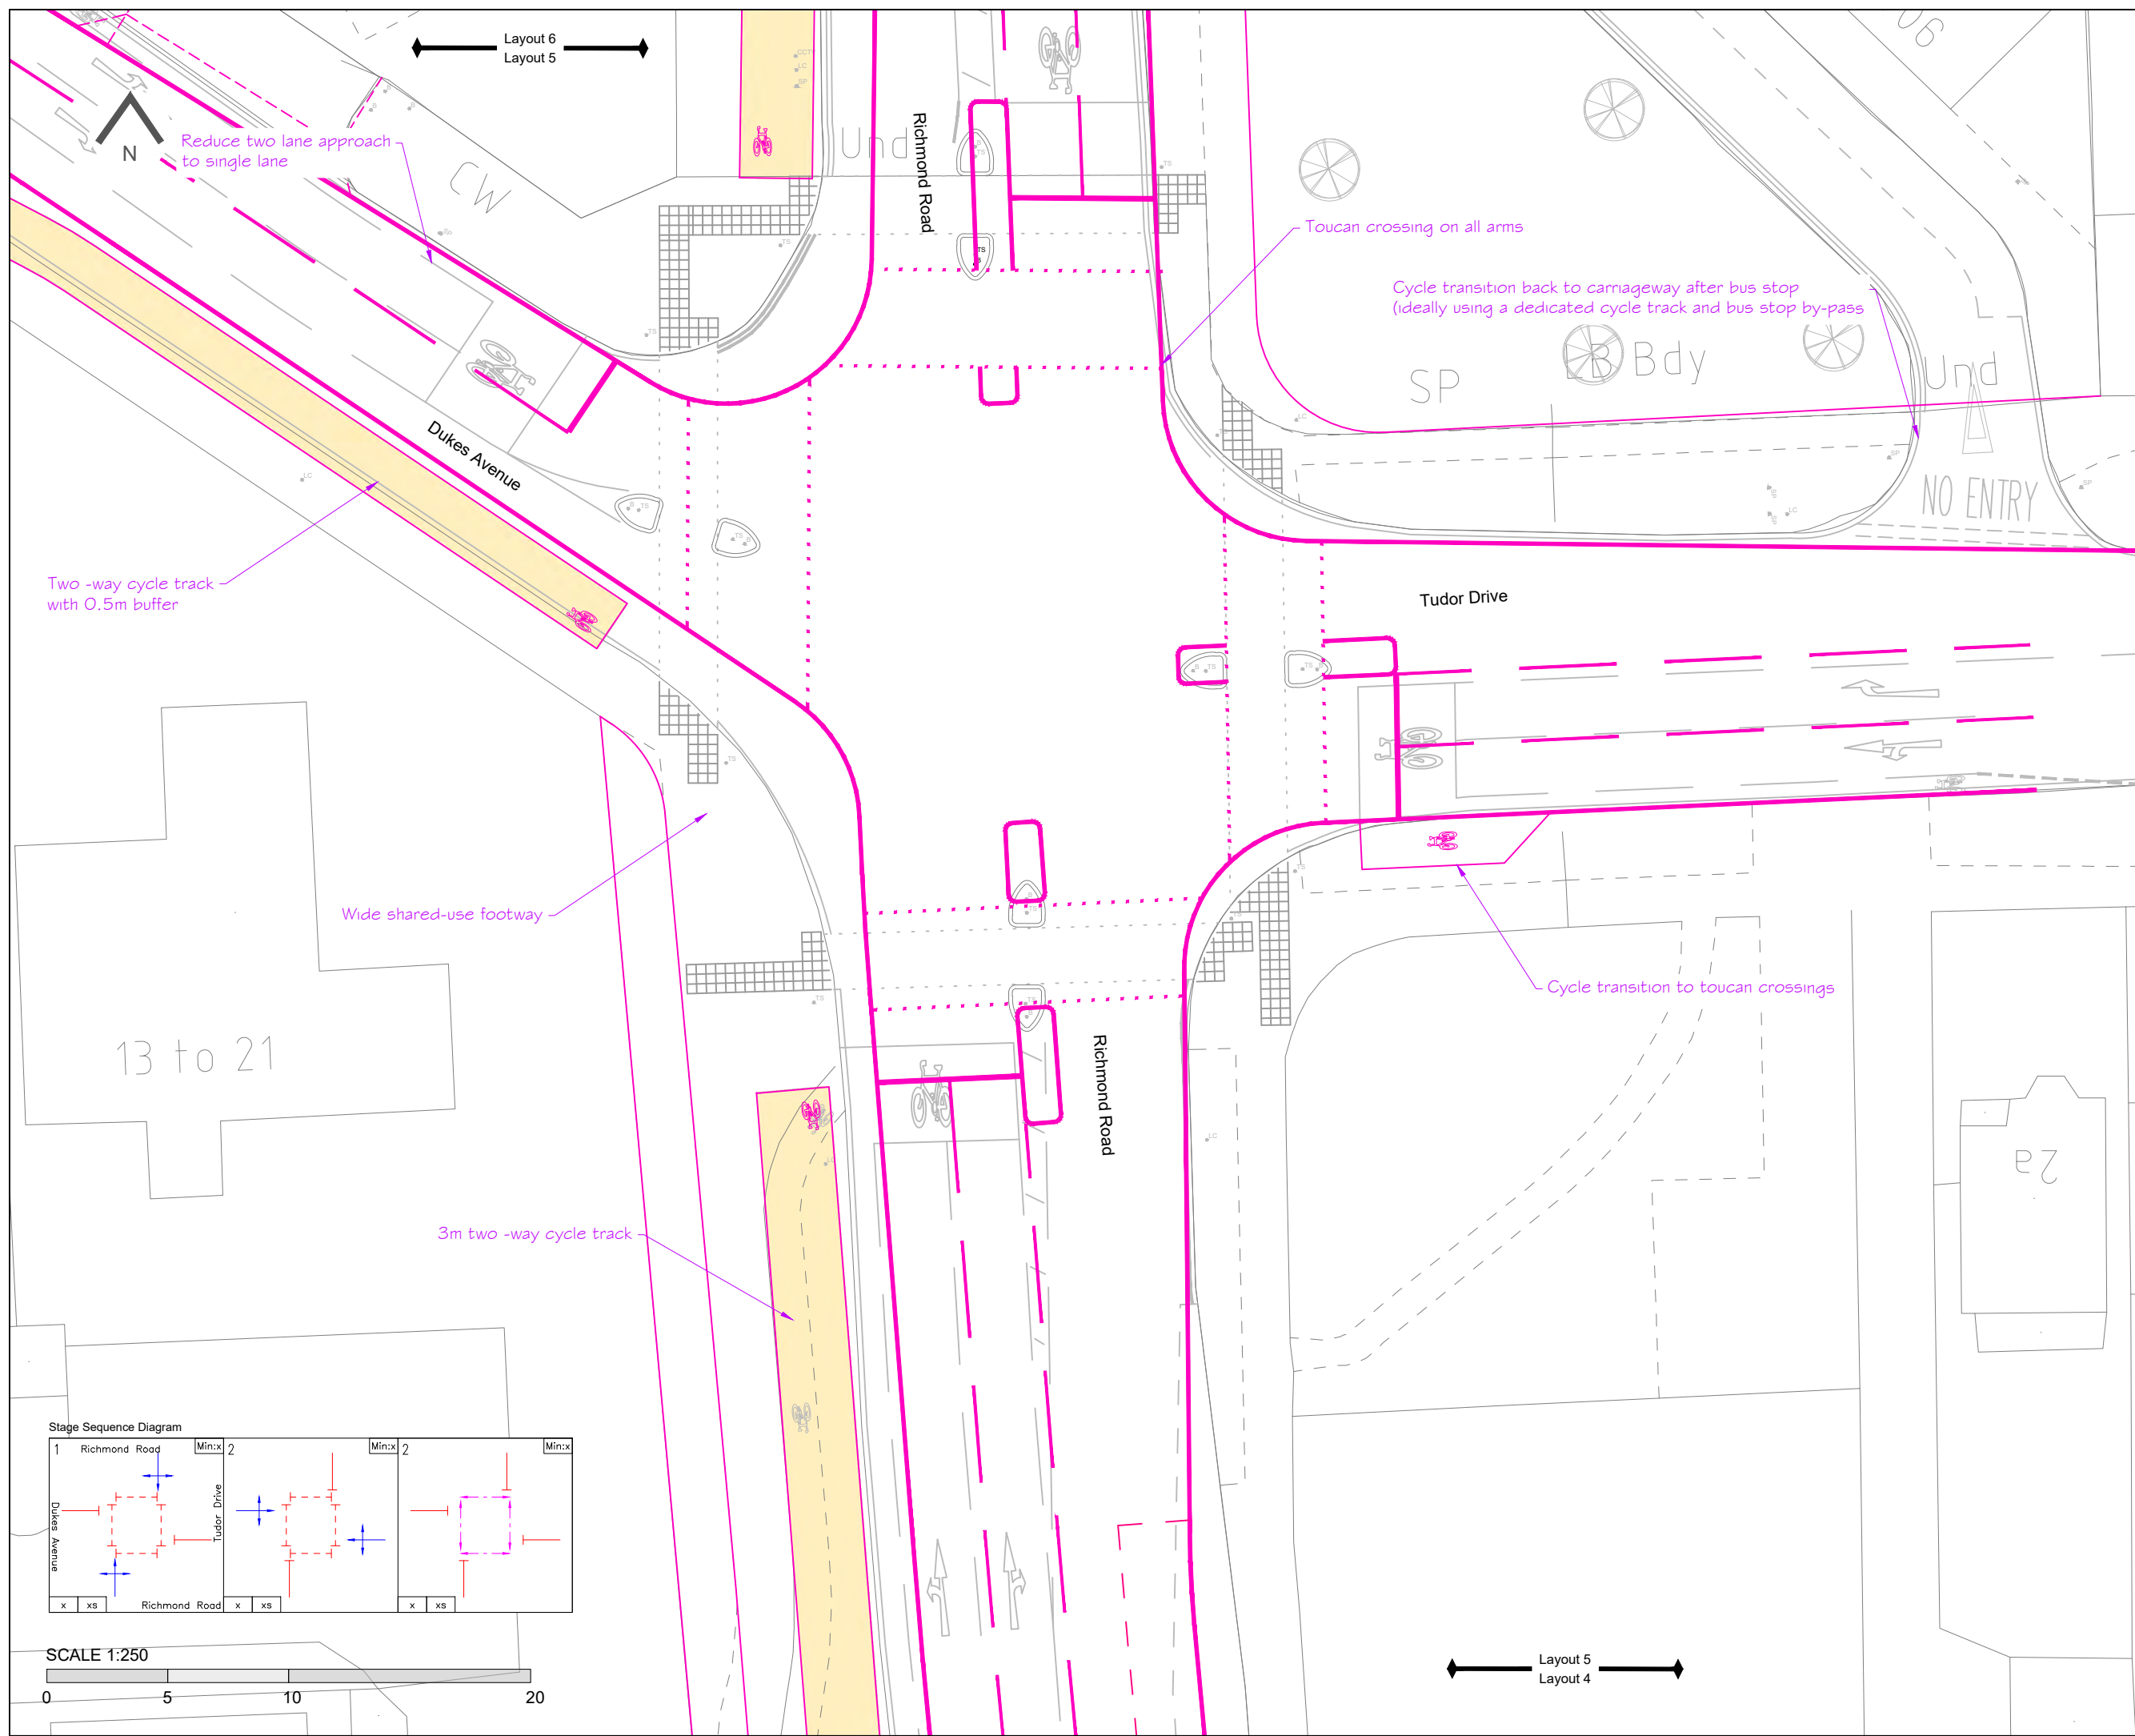 Layout 6
Layout 5
N
Reduce two lane approach
to single lane
CW
Und
Richmond Road
Toucan crossing on all arms
Cycle transition back to carriageway after bus stop
(ideally using a dedicated cycle track and bus stop by-pass
SP
LB
Bdy
Und
NO ENTRY
Dukes Avenue
Two -way cycle track
with 0.5m buffer
Tudor Drive
Wide shared-use footway
Cycle transition to toucan crossings
13 to 21
Richmond Road
2a
3m two -way cycle track
Stage Sequence Diagram
1 Richmond Road Min:x 2 Min:x 2 Min:x
Dukes Avenue
Tudor Drive
x xs Richmond Road x xs x xs
SCALE 1:250
0 5 10 20
Layout 5
Layout 4